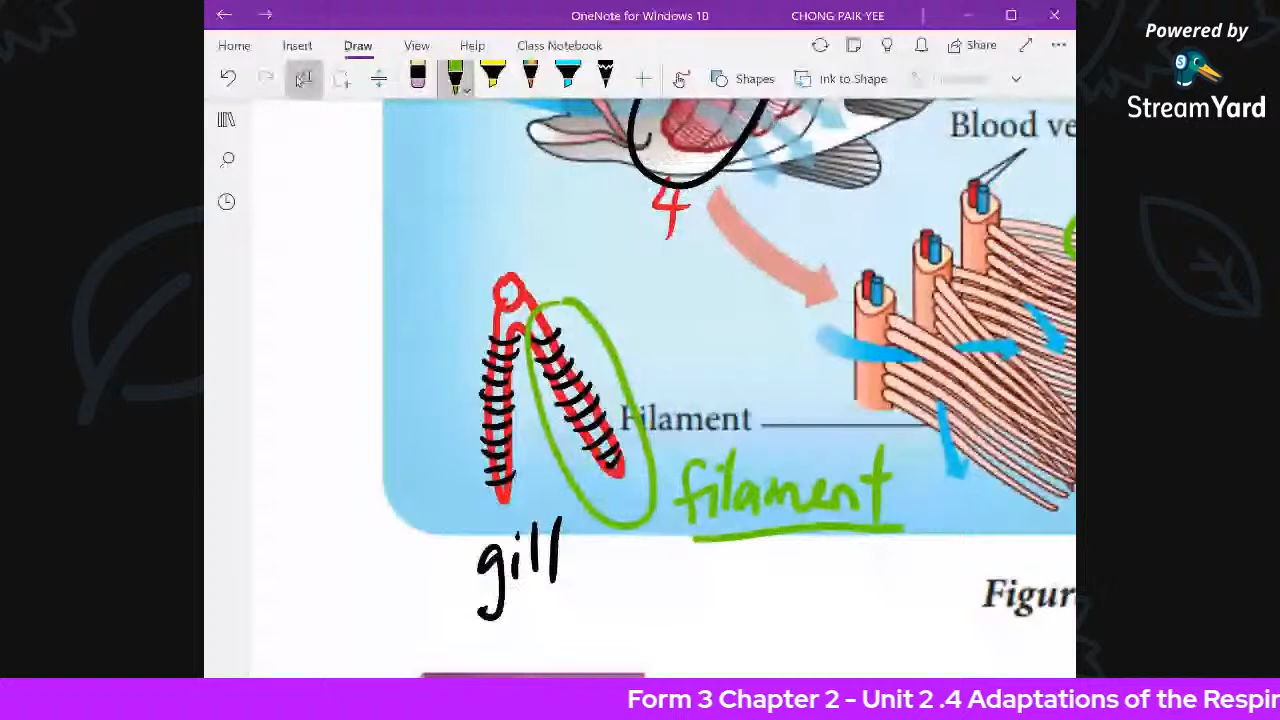 OneNote for Windows 10
CHONG PAIK YEE
Powered by
StreamYard
Home Insert Draw View Help Class Notebook
Share
Shapes
Ink to Shape
Blood ve
4
Filament
filament
gill
Figur
Form 3 Chapter 2 - Unit 2 .4 Adaptations of the Respir